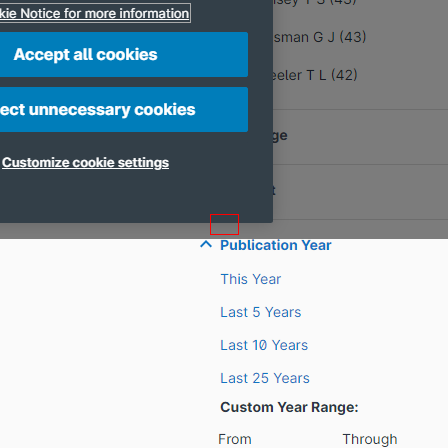 kie Notice for more information
Accept all cookies
ect unnecessary cookies
Customize cookie settings
sey T S (43)
sman G J (43)
eeler T L (42)
ge
t
Publication Year
This Year
Last 5 Years
Last 10 Years
Last 25 Years
Custom Year Range:
From Through